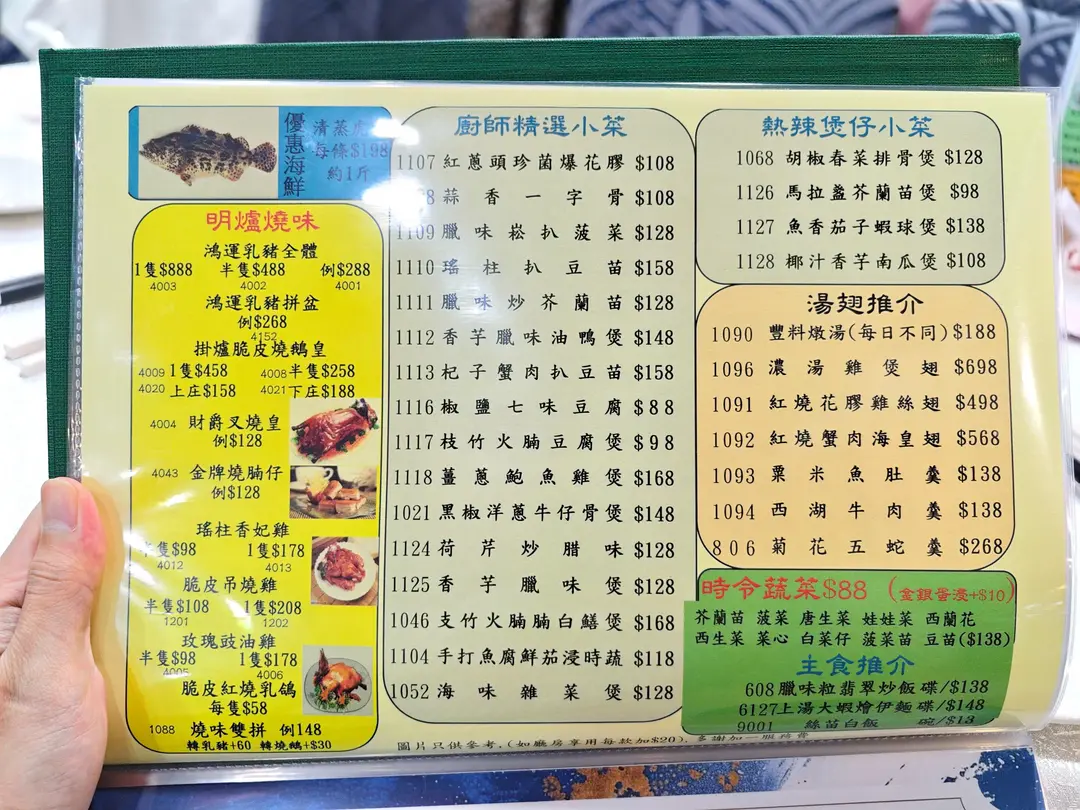 優惠海鮮
清蒸
每條$198
約1斤
明爐燒味
鴻運乳豬全體
1隻$888 半隻$488 例$288
4003 4002 4001
鴻運乳豬拼盆
例$268
4152
掛爐脆皮燒鵝皇
4009 1隻$458 4008 半隻$258
4020 上庄$158 4021 下庄$188
4004 財爵叉燒皇
例$128
4043 金牌燒腩仔
例$128
瑤柱香妃雞
半隻$98 1隻$178
4012 4013
脆皮吊燒雞
半隻$108 1隻$208
1201 1202
玫瑰豉油雞
半隻$98 1隻$178
4005 4006
脆皮紅燒乳鴿
每隻$58
1088 燒味雙拼 例148
轉乳豬+60 轉燒鵝+$30
廚師精選小菜
1107 紅蔥頭珍菌爆花膠 $108
8 蒜香一字骨 $108
1109 臘味崧扒菠菜 $128
1110 瑤柱扒豆苗 $158
1111 臘味炒芥蘭苗 $128
1112 香芋臘味油鴨煲 $148
1113 杞子蟹肉扒豆苗 $158
1116 椒鹽七味豆腐 $88
1117 枝竹火腩豆腐煲 $98
1118 薑蔥鮑魚雞煲 $168
1021 黑椒洋蔥牛仔骨煲 $148
1124 荷芹炒腊味 $128
1125 香芋臘味煲 $128
1046 支竹火腩腩白鱔煲 $168
1104 手打魚腐鮮茄浸時蔬 $118
1052 海味雜菜煲 $128
熱辣煲仔小菜
1068 胡椒春菜排骨煲 $128
1126 馬拉盞芥蘭苗煲 $98
1127 魚香茄子蝦球煲 $138
1128 椰汁香芋南瓜煲 $108
湯翅推介
1090 豐料燉湯(每日不同) $188
1096 濃湯雞煲翅 $698
1091 紅燒花膠雞絲翅 $498
1092 紅燒蟹肉海皇翅 $568
1093 粟米魚肚羹 $138
1094 西湖牛肉羹 $138
806 菊花五蛇羹 $268
時令蔬菜$88 (金銀蛋浸+$10)
芥蘭苗 菠菜 唐生菜 娃娃菜 西蘭花
西生菜 菜心 白菜仔 菠菜苗 豆苗($138)
主食推介
608 臘味粒翡翠炒飯 碟/$138
6127 上湯大蝦燴伊麵 碟/$148
9001 絲苗白飯 碗/$13
圖片只供參考,(如廳房享用每款加$20), 多謝加一服務費